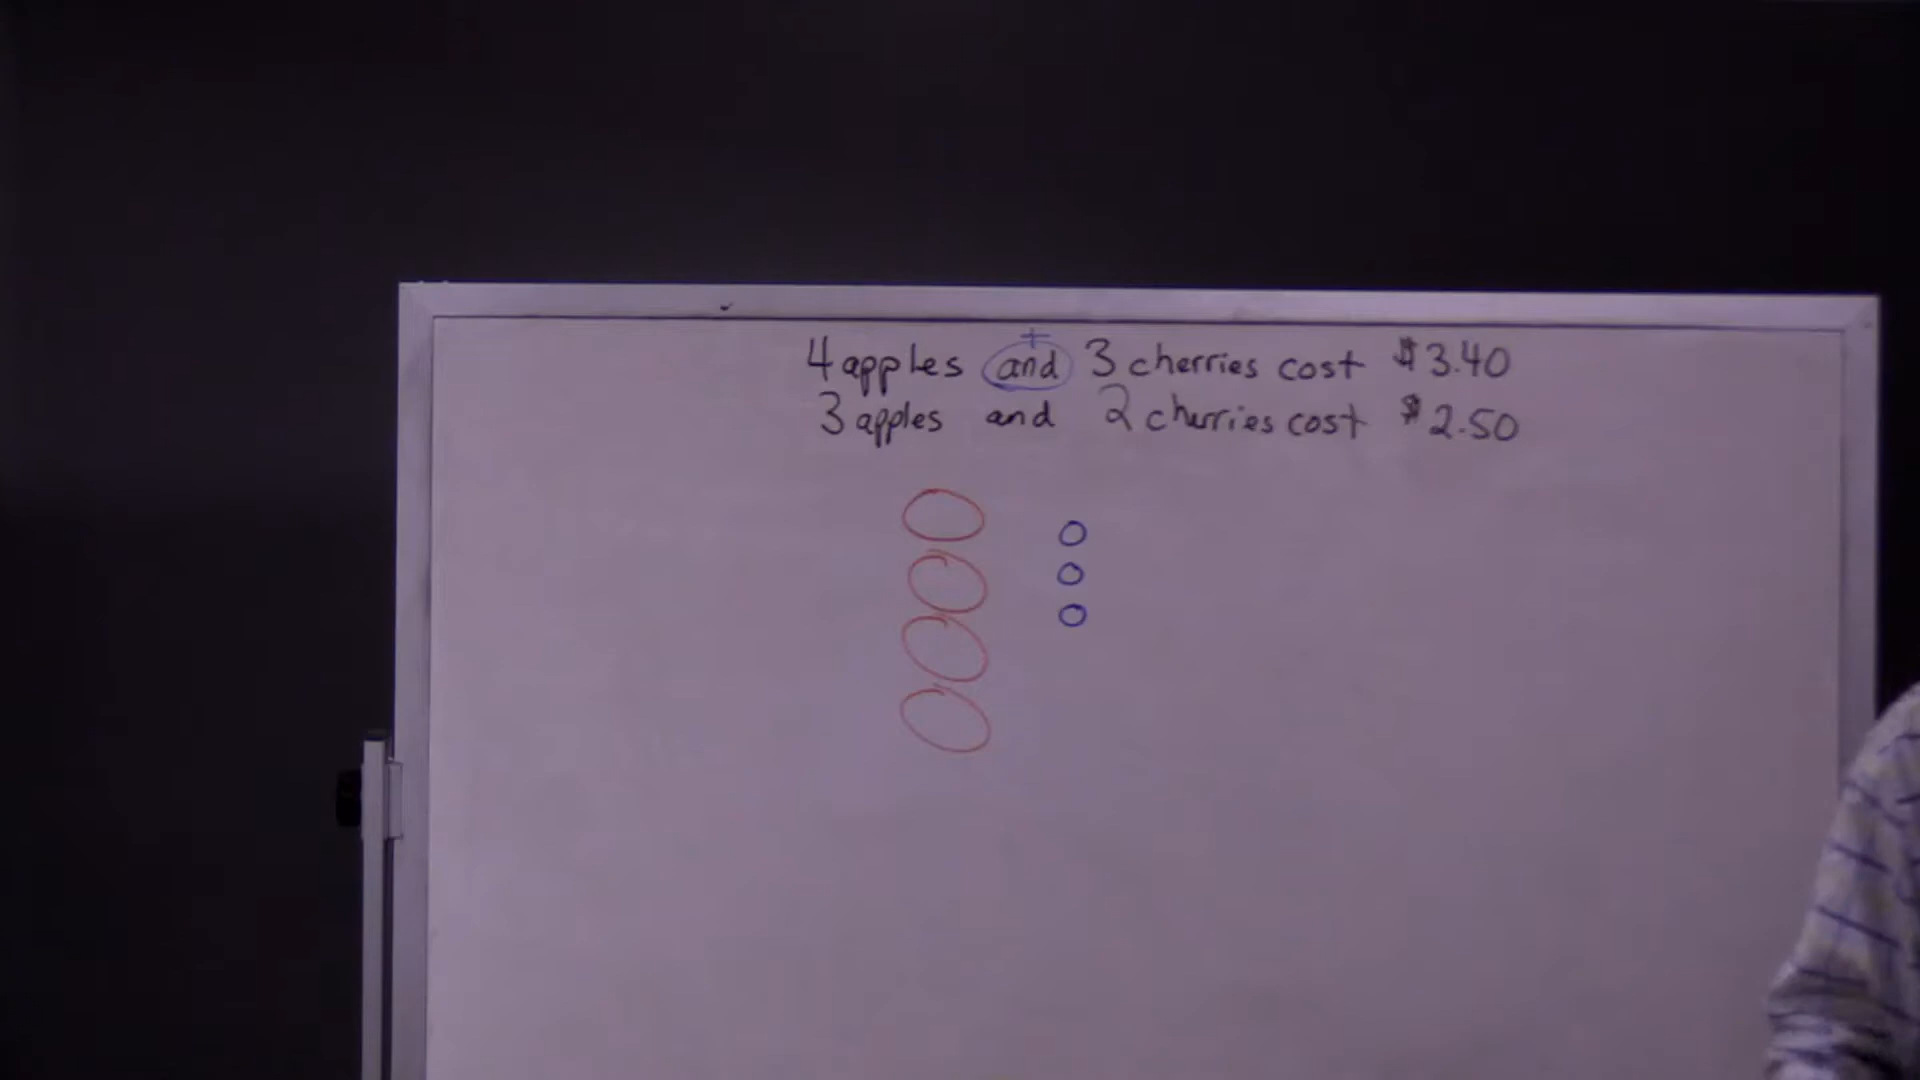 +
4 apples and 3 cherries cost $3.40
3 apples and 2 cherries cost $2.50